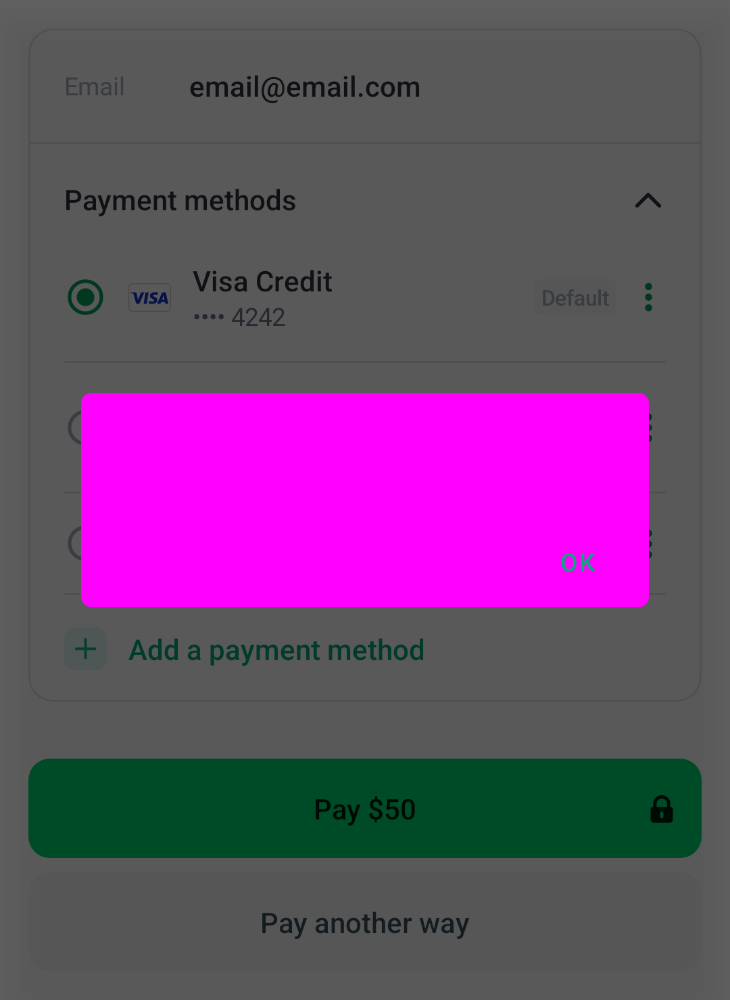 Email email@email.com
Payment methods
VISA Visa Credit Default
•••• 4242
OK
Add a payment method
Pay $50
Pay another way